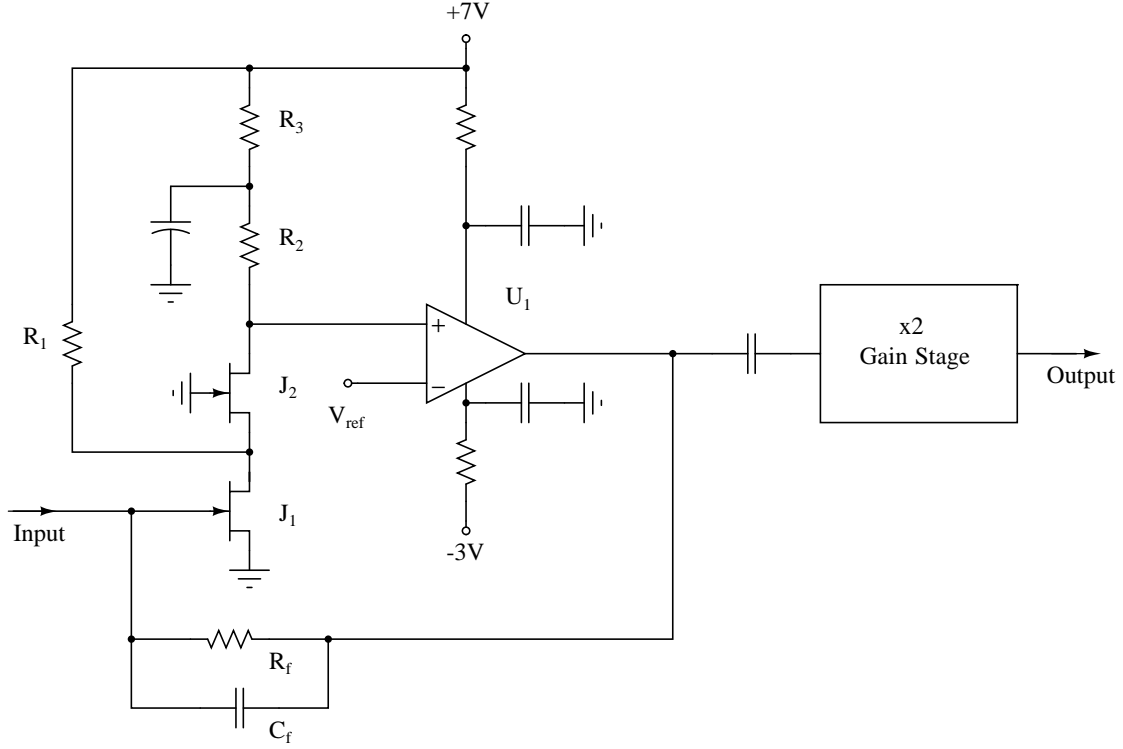 +7V
R3
R2
U1
R1
+
x2
Gain Stage
J2
−
Vref
Output
J1
Input
-3V
Rf
Cf